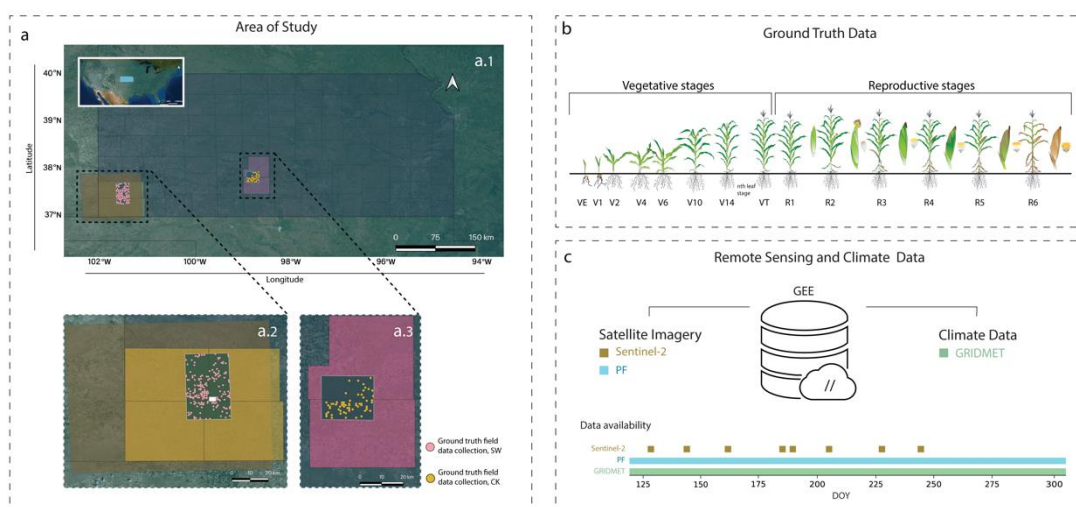 a
Area of Study
a.1
40°N
39°N
38°N
37°N
Latitude
0 75 150 km
102°W 100°W 98°W 96°W 94°W
Longitude
a.2
a.3
Ground truth field
data collection, SW
Ground truth field
data collection, CK
b
Ground Truth Data
Vegetative stages
Reproductive stages
nth leaf
stage
VE V1 V2 V4 V6 V10 V14 VT R1 R2 R3 R4 R5 R6
c
Remote Sensing and Climate Data
GEE
Satellite Imagery
Sentinel-2
PF
Climate Data
GRIDMET
//
Data availability
Sentinel-2
PF
GRIDMET
125 150 175 200 225 250 275 300
DOY